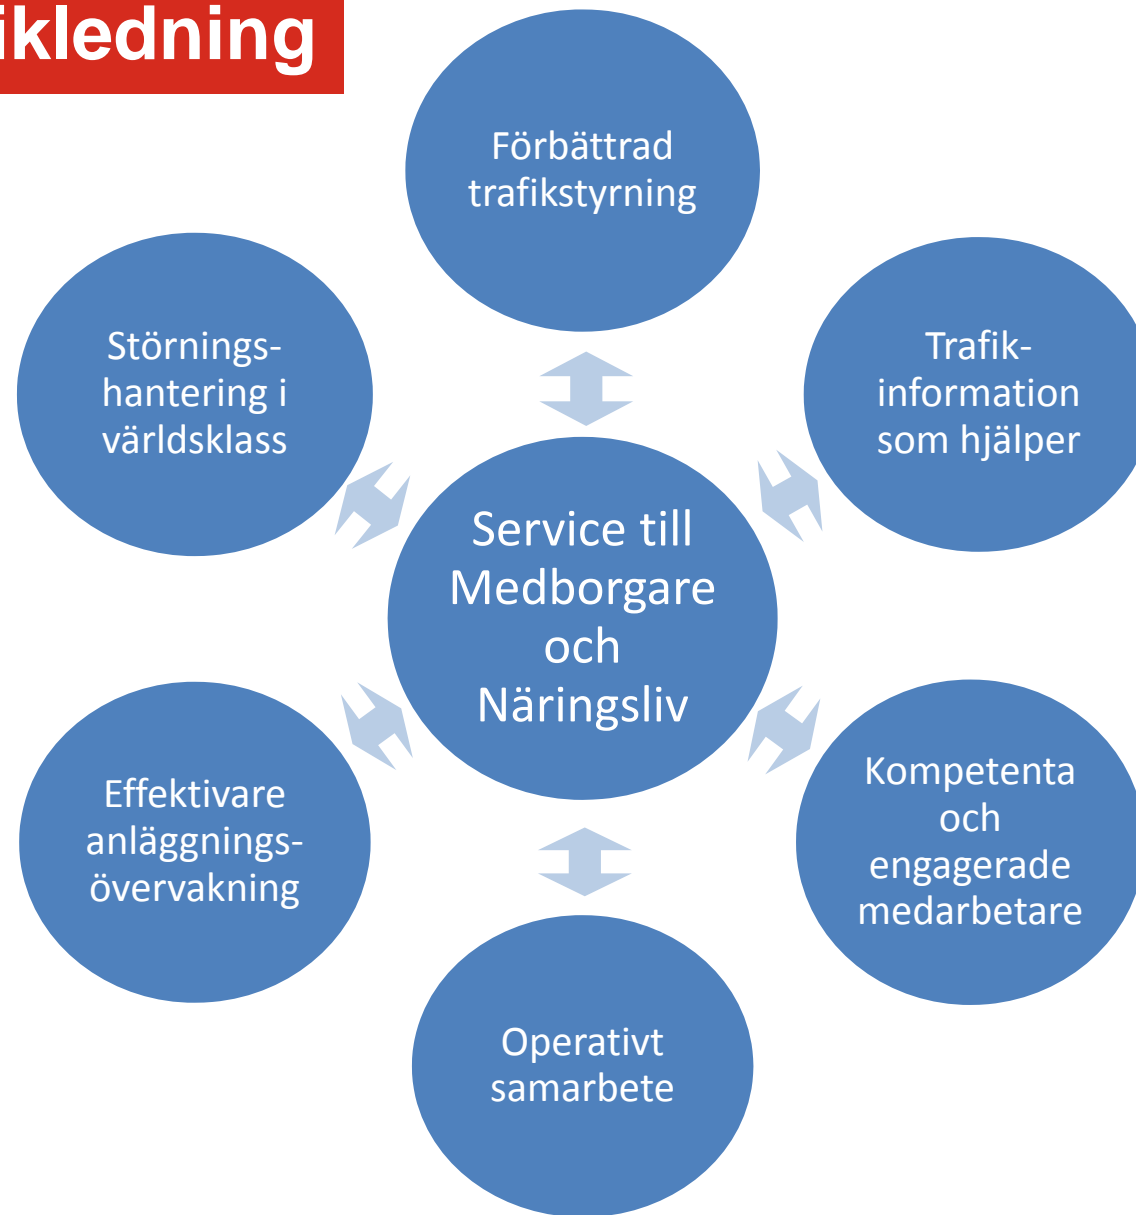 ikledning
Förbättrad
trafikstyrning
Störnings-
hantering i
världsklass
Trafik-
information
som hjälper
Service till
Medborgare
och
Näringsliv
Effektivare
anläggnings-
övervakning
Kompetenta
och
engagerade
medarbetare
Operativt
samarbete